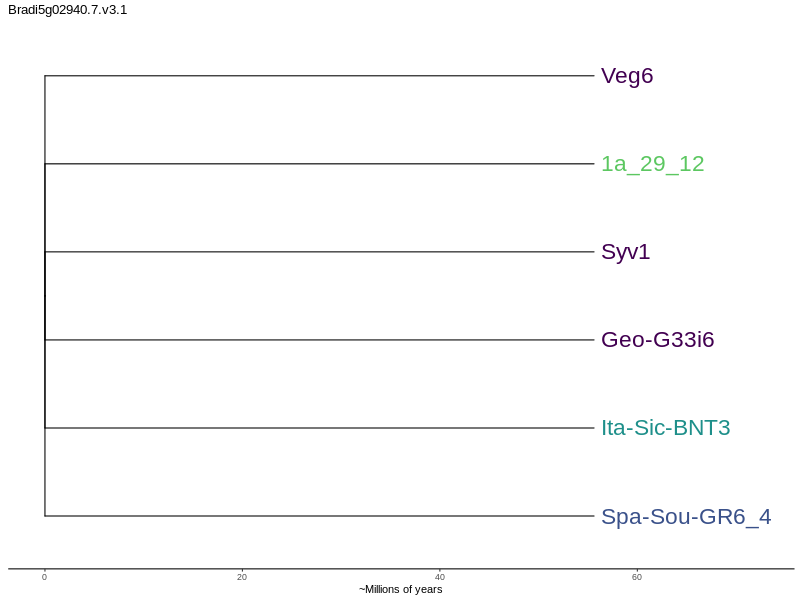 Bradi5g02940.7.v3.1
Veg6
1a_29_12
Syv1
Geo-G33i6
Ita-Sic-BNT3
Spa-Sou-GR6_4
0 20 40 60
~Millions of years